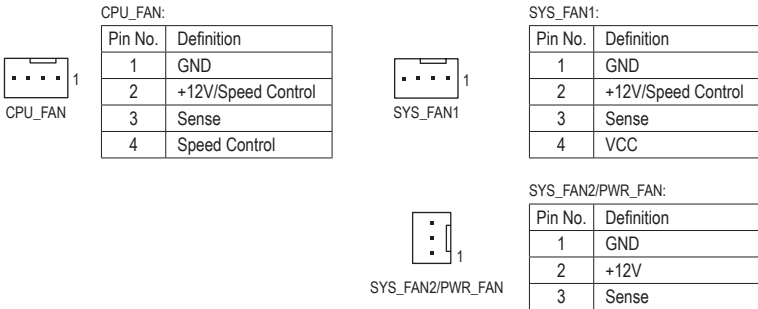 CPU_FAN:
Pin No. Definition
1 GND
2 +12V/Speed Control
3 Sense
4 Speed Control
1
CPU_FAN
SYS_FAN1:
Pin No. Definition
1 GND
2 +12V/Speed Control
3 Sense
4 VCC
1
SYS_FAN1
SYS_FAN2/PWR_FAN:
Pin No. Definition
1 GND
2 +12V
3 Sense
1
SYS_FAN2/PWR_FAN